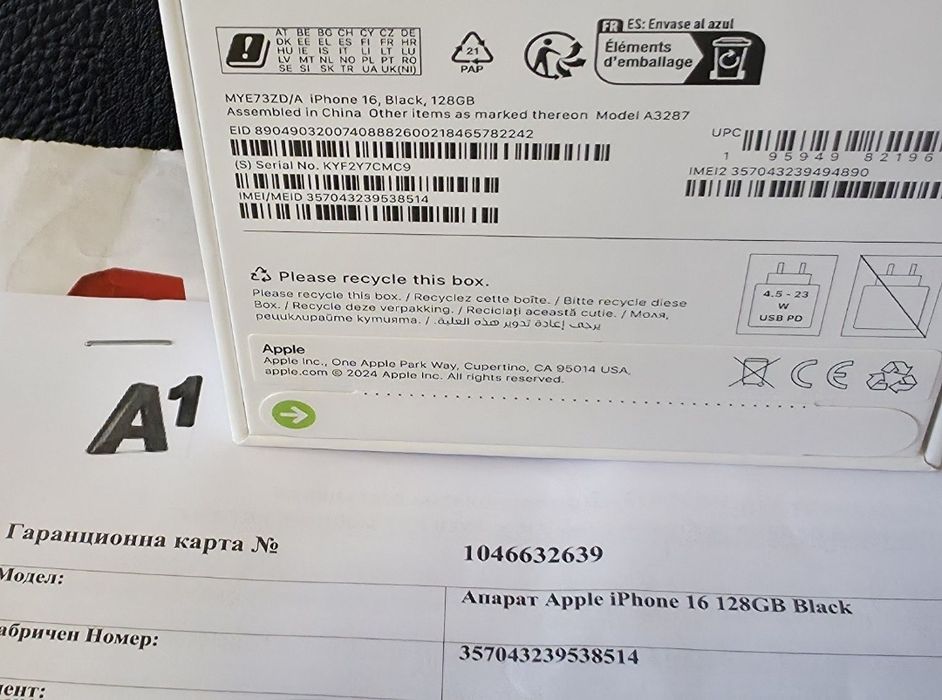 AT BE BG CH CY CZ DE
DK EE EL ES FI FR HR
HU IE IS IT LI LT LU
LV MT NL NO PL PT RO
SE SI SK TR UA UK(NI)
21
PAP
FR ES: Envase al azul
Éléments
d'emballage
MYE73ZD/A iPhone 16, Black, 128GB
Assembled in China Other items as marked thereon Model A3287
EID 89049032007408882600218465782242
UPC
1 95949 82196
(S) Serial No. KYF2Y7CMC9
IMEI2 357043239494890
IMEI/MEID 357043239538514
Please recycle this box.
Please recycle this box. / Recyclez cette boîte. / Bitte recycle diese
Box. / Recycle deze verpakking. / Reciclați această cutie. / Моля,
рециклирайте кутията. / .يرجى إعادة تدوير هذه العلبة
4.5 - 23
W
USB PD
Apple
Apple Inc., One Apple Park Way, Cupertino, CA 95014 USA.
apple.com © 2024 Apple Inc. All rights reserved.
CE
A1
Гаранционна карта № 1046632639
Модел: Апарат Apple iPhone 16 128GB Black
абричен Номер: 357043239538514
иент: